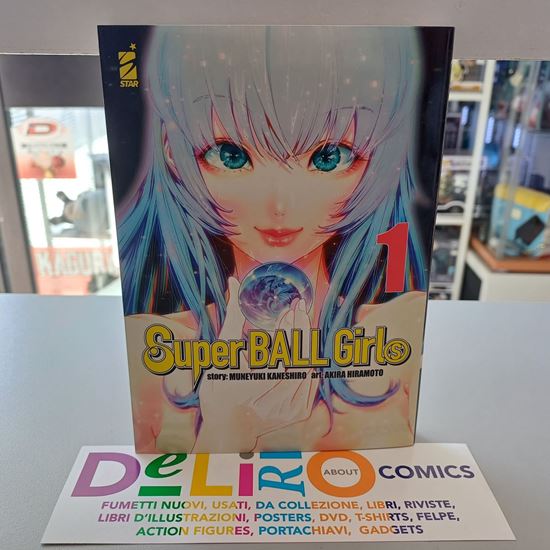 STAR
1
Super BALL Girls
story: MUNEYUKI KANESHIRO art: AKIRA HIRAMOTO
KAGUR
DeLiRiO ABOUT COMICS
FUMETTI NUOVI, USATI, DA COLLEZIONE, LIBRI, RIVISTE,
LIBRI D'ILLUSTRAZIONI, POSTERS, DVD, T-SHIRTS, FELPE,
ACTION FIGURES, PORTACHIAVI, GADGETS